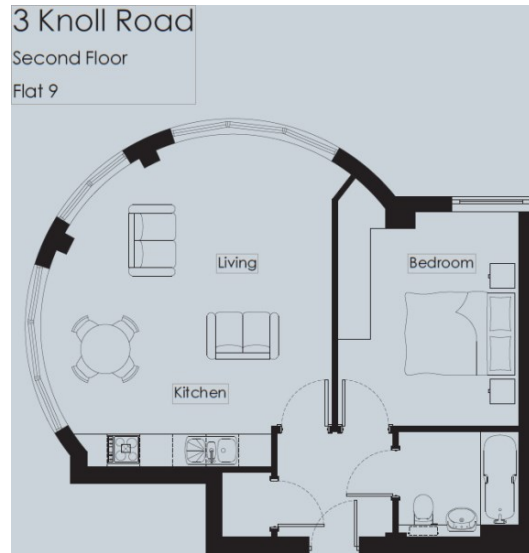 3 Knoll Road
Second Floor
Flat 9
Living
Bedroom
Kitchen